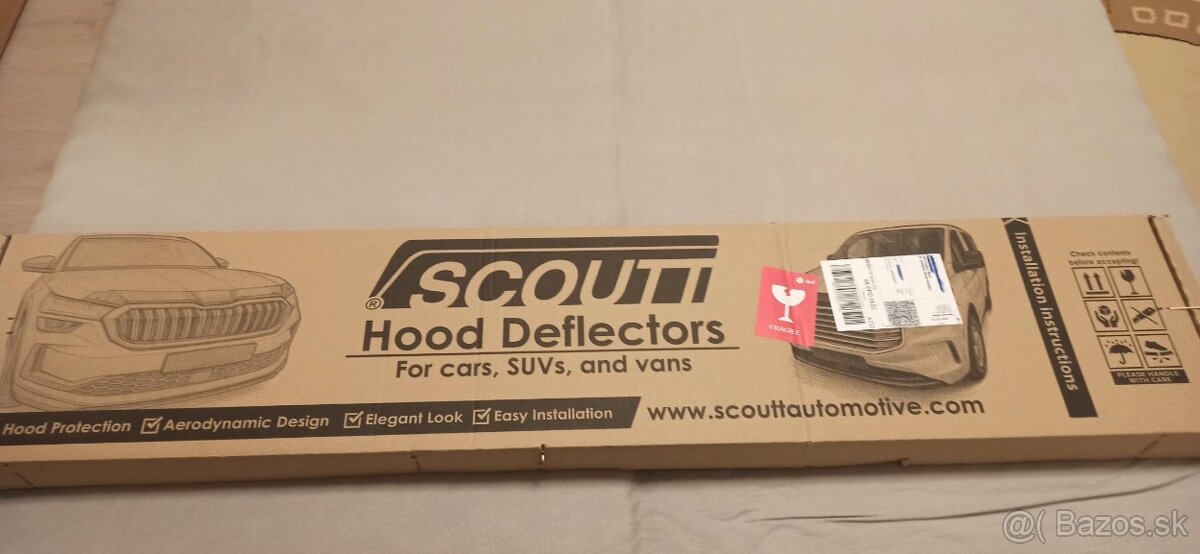 SCOUTT
®
Hood Deflectors
For cars, SUVs, and vans
Hood Protection Aerodynamic Design Elegant Look Easy Installation
www.scouttautomotive.com
FRAGILE
Installation instructions
Check contents
before accepting!
PLEASE HANDLE
WITH CARE
@( Bazos.sk